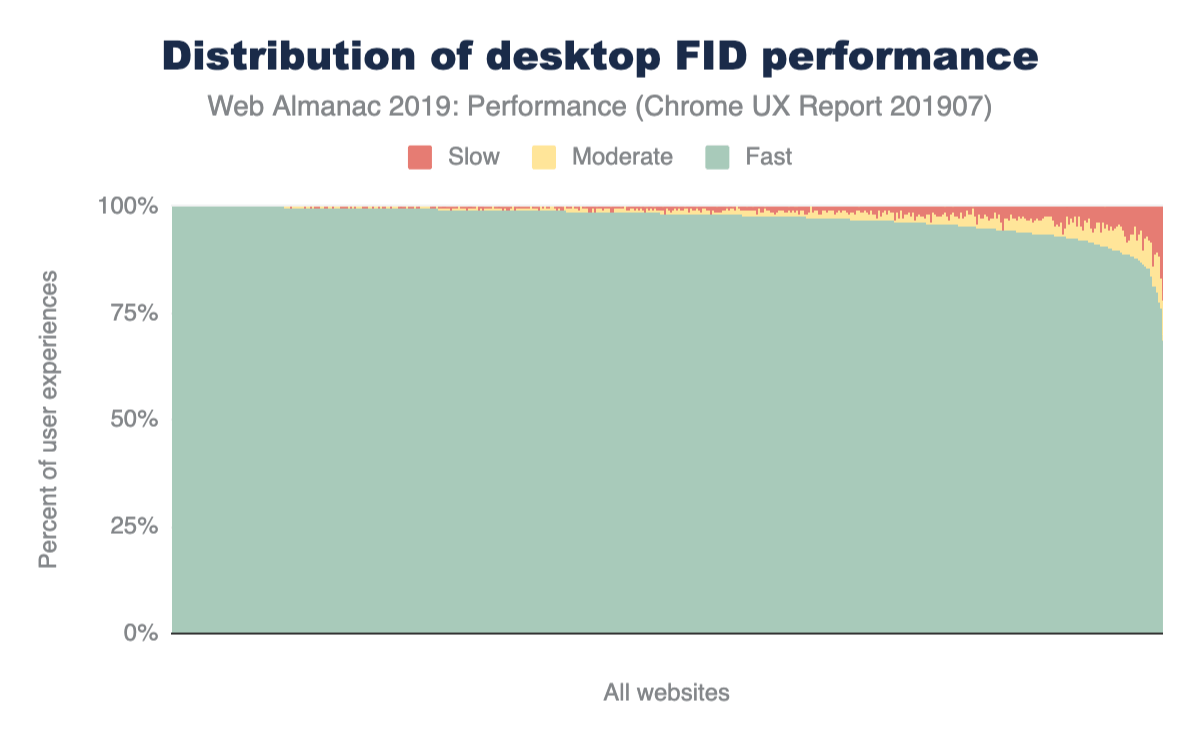 Distribution of desktop FID performance
Web Almanac 2019: Performance (Chrome UX Report 201907)
Slow Moderate Fast
100%
75%
50%
25%
0%
Percent of user experiences
All websites